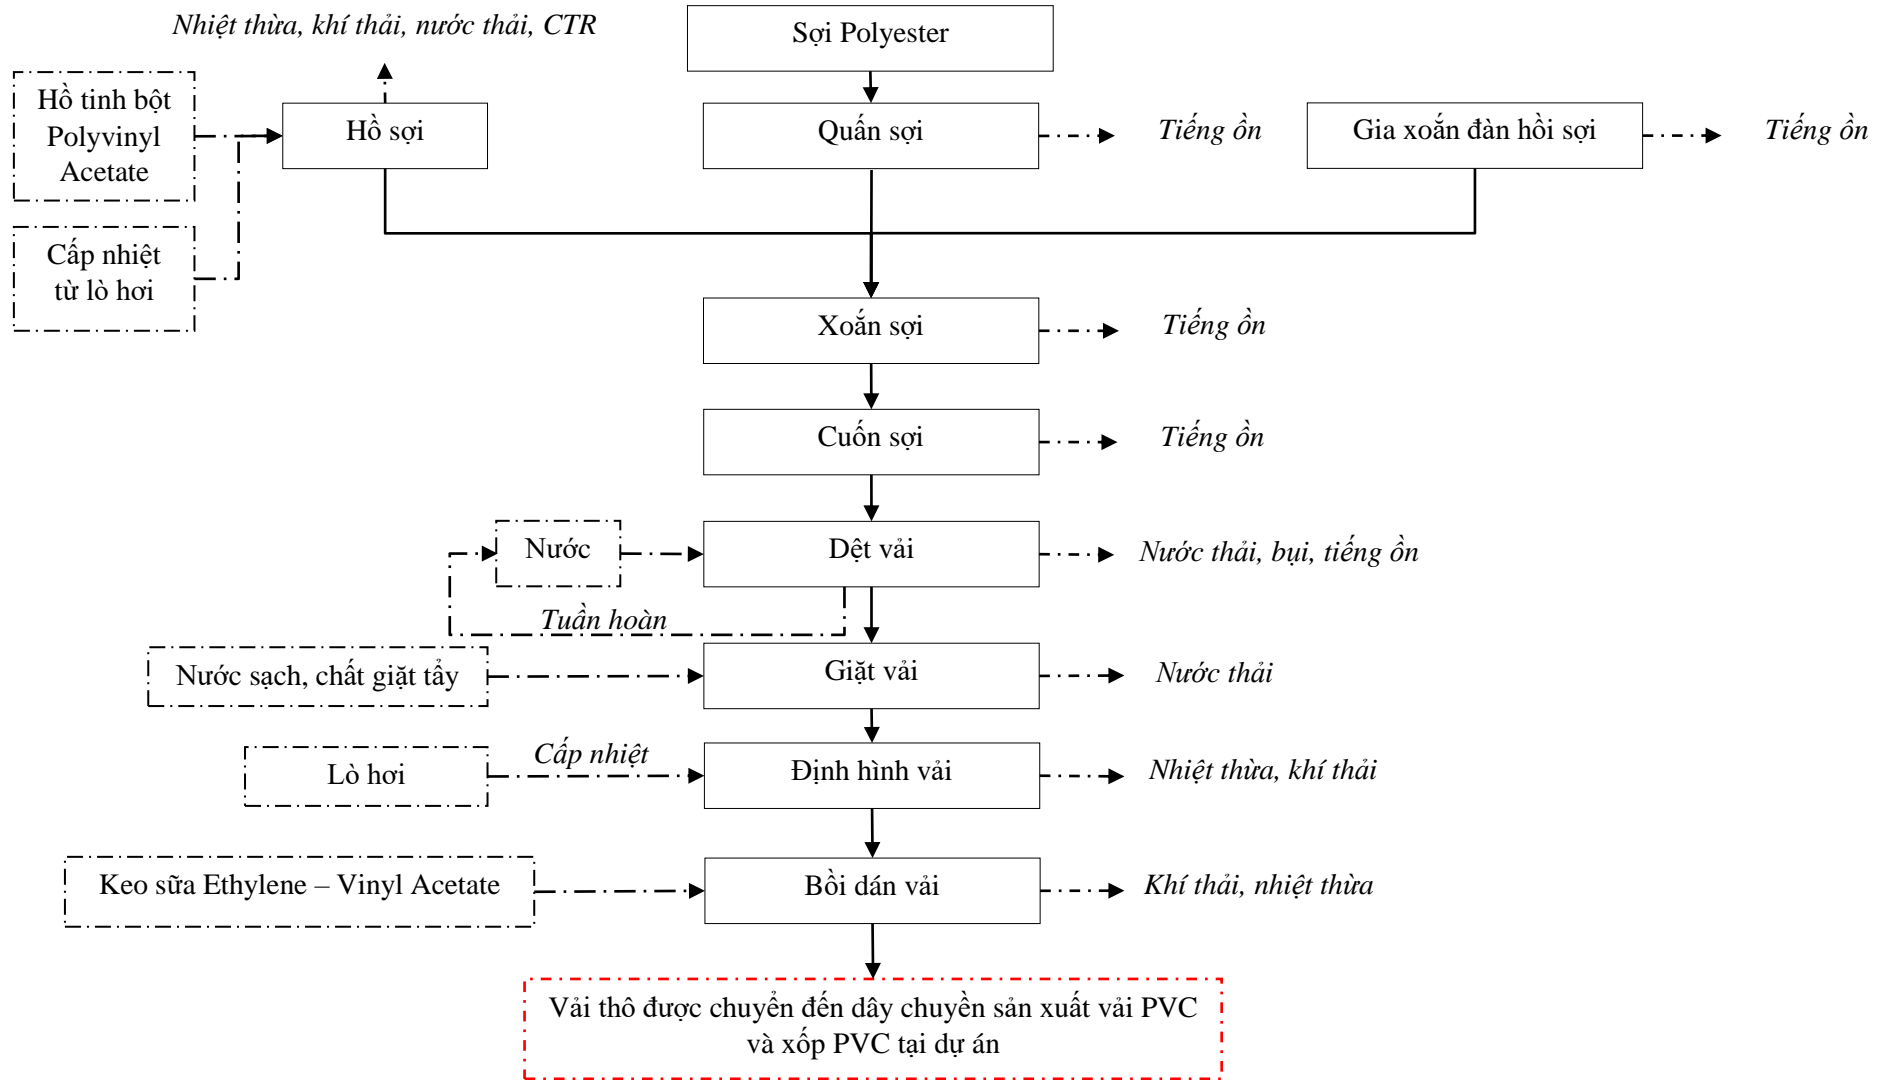 Nhiệt thừa, khí thải, nước thải, CTR
Sợi Polyester
Hồ tinh bột
Polyvinyl
Acetate
Hồ sợi
Quấn sợi
Tiếng ồn
Gia xoắn đàn hồi sợi
Tiếng ồn
Cấp nhiệt
từ lò hơi
Xoắn sợi
Tiếng ồn
Cuốn sợi
Tiếng ồn
Nước
Dệt vải
Nước thải, bụi, tiếng ồn
Tuần hoàn
Nước sạch, chất giặt tẩy
Giặt vải
Nước thải
Lò hơi
Cấp nhiệt
Định hình vải
Nhiệt thừa, khí thải
Keo sữa Ethylene – Vinyl Acetate
Bồi dán vải
Khí thải, nhiệt thừa
Vải thô được chuyển đến dây chuyền sản xuất vải PVC
và xốp PVC tại dự án